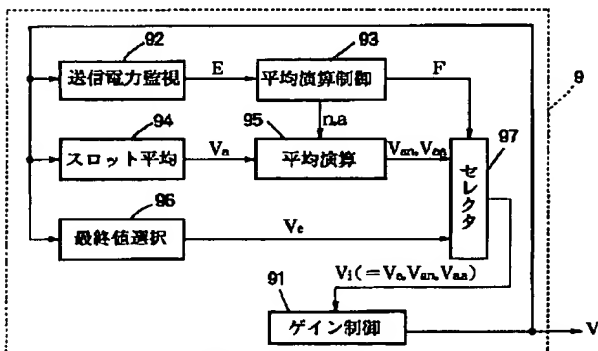 92
送信電力監視
E
93
平均演算制御
F
9
n,a
94
スロット平均
Va
95
平均演算
Van,Vaa
97
セレクタ
96
最終値選択
Ve
Vi(=Ve,Van,Vaa)
91
ゲイン制御
V